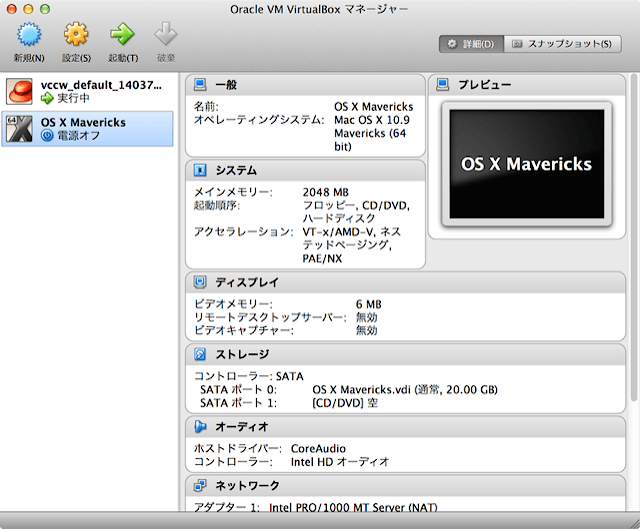 Oracle VM VirtualBox マネージャー
新規(N) 設定(S) 起動(T) 破棄
詳細(D) スナップショット(S)
vccw_default_14037...
実行中
64 X
OS X Mavericks
電源オフ
一般
名前: OS X Mavericks
オペレーティングシステム: Mac OS X 10.9
Mavericks (64
bit)
プレビュー
OS X Mavericks
システム
メインメモリー: 2048 MB
起動順序: フロッピー, CD/DVD,
ハードディスク
アクセラレーション: VT-x/AMD-V, ネス
テッドページング,
PAE/NX
ディスプレイ
ビデオメモリー: 6 MB
リモートデスクトップサーバー: 無効
ビデオキャプチャー: 無効
ストレージ
コントローラー: SATA
SATA ポート 0: OS X Mavericks.vdi (通常, 20.00 GB)
SATA ポート 1: [CD/DVD] 空
オーディオ
ホストドライバー: CoreAudio
コントローラー: Intel HD オーディオ
ネットワーク
アダプター 1: Intel PRO/1000 MT Server (NAT)